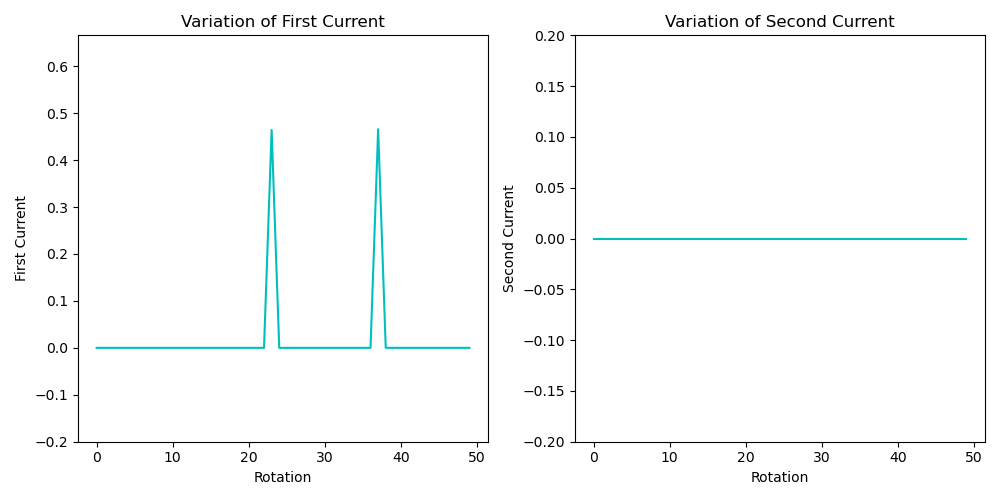 Variation of First Current
First Current
0.6
0.5
0.4
0.3
0.2
0.1
0.0
−0.1
−0.2
0 10 20 30 40 50
Rotation
Variation of Second Current
Second Current
0.20
0.15
0.10
0.05
0.00
−0.05
−0.10
−0.15
−0.20
0 10 20 30 40 50
Rotation